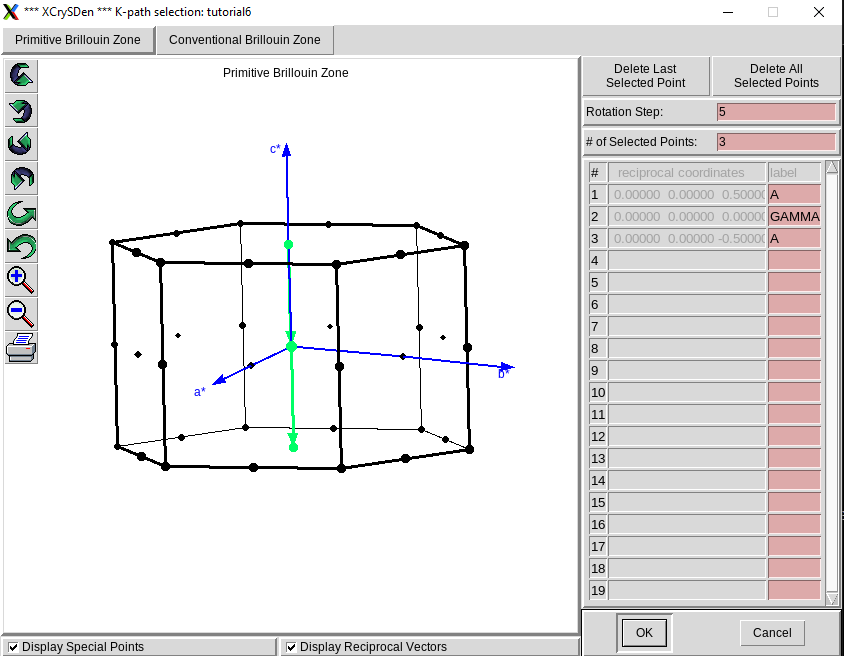 *** XCrySDen *** K-path selection: tutorial6
Primitive Brillouin Zone
Conventional Brillouin Zone
Primitive Brillouin Zone
c*
a*
b*
Delete Last
Selected Point
Delete All
Selected Points
Rotation Step:
5
# of Selected Points:
3
# reciprocal coordinates label
1 0.00000 0.00000 0.5000 A
2 0.00000 0.00000 0.0000 GAMMA
3 0.00000 0.00000 -0.5000 A
4
5
6
7
8
9
10
11
12
13
14
15
16
17
18
19
Display Special Points
Display Reciprocal Vectors
OK
Cancel